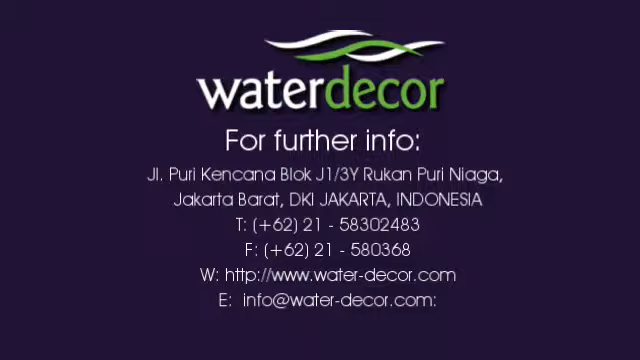 waterdecor
For further info:
Jl. Puri Kencana Blok J1/3Y Rukan Puri Niaga,
Jakarta Barat, DKI JAKARTA, INDONESIA
T: (+62) 21 - 58302483
F: (+62) 21 - 580368
W: http://www.water-decor.com
E:  info@water-decor.com: